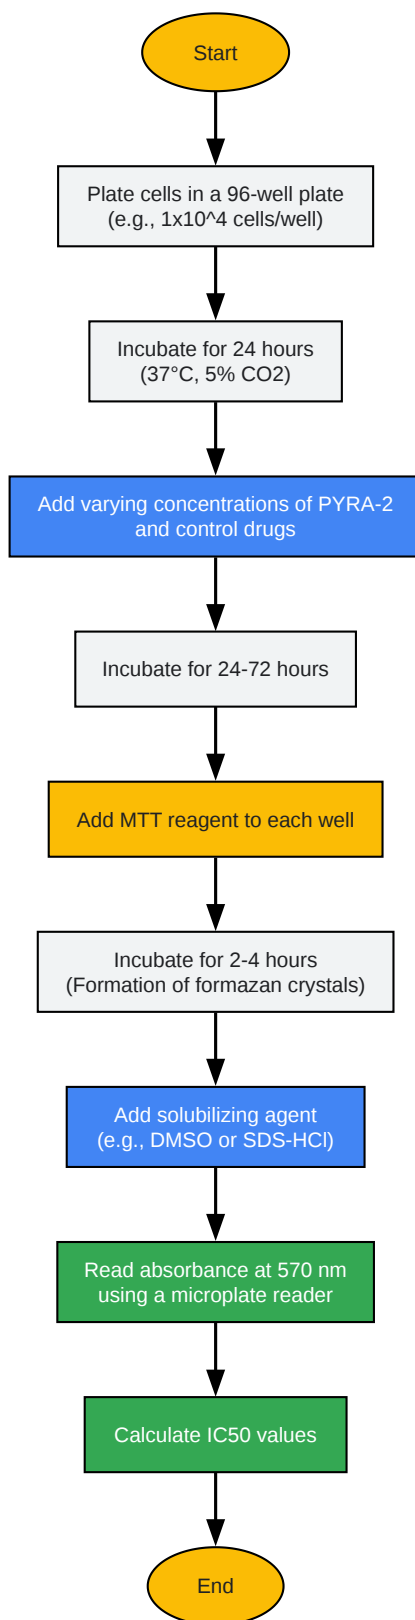 Start
Plate cells in a 96-well plate
(e.g., 1x10^4 cells/well)
Incubate for 24 hours
(37°C, 5% CO2)
Add varying concentrations of PYRA-2
and control drugs
Incubate for 24-72 hours
Add MTT reagent to each well
Incubate for 2-4 hours
(Formation of formazan crystals)
Add solubilizing agent
(e.g., DMSO or SDS-HCl)
Read absorbance at 570 nm
using a microplate reader
Calculate IC50 values
End